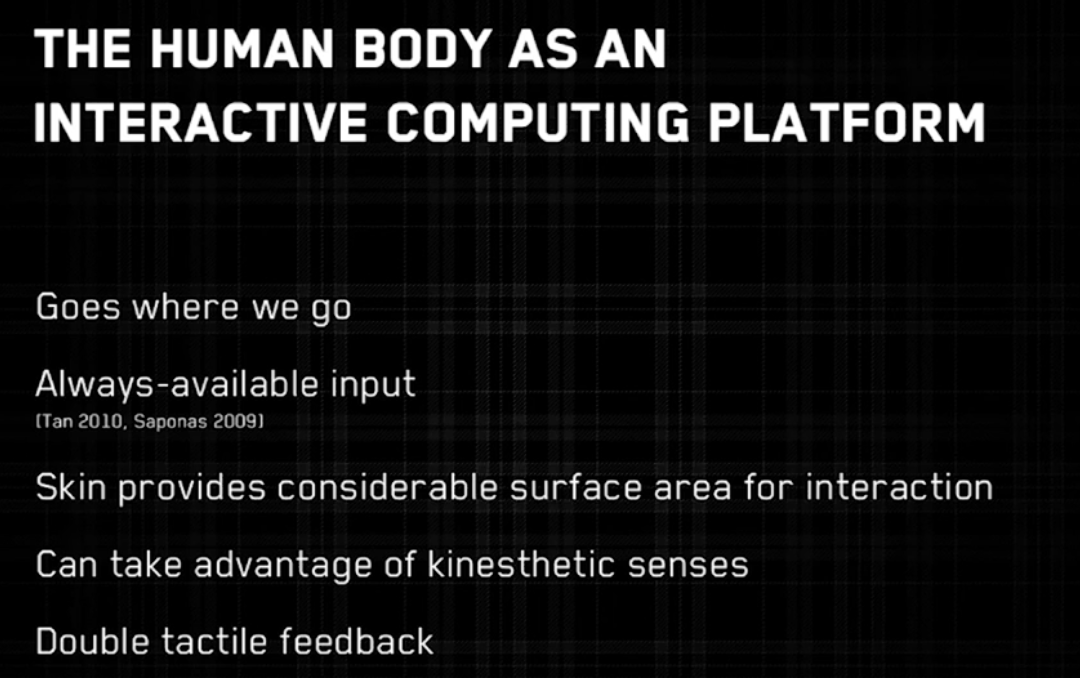 THE HUMAN BODY AS AN
INTERACTIVE COMPUTING PLATFORM
Goes where we go
Always-available input
(Tan 2010, Saponas 2009)
Skin provides considerable surface area for interaction
Can take advantage of kinesthetic senses
Double tactile feedback